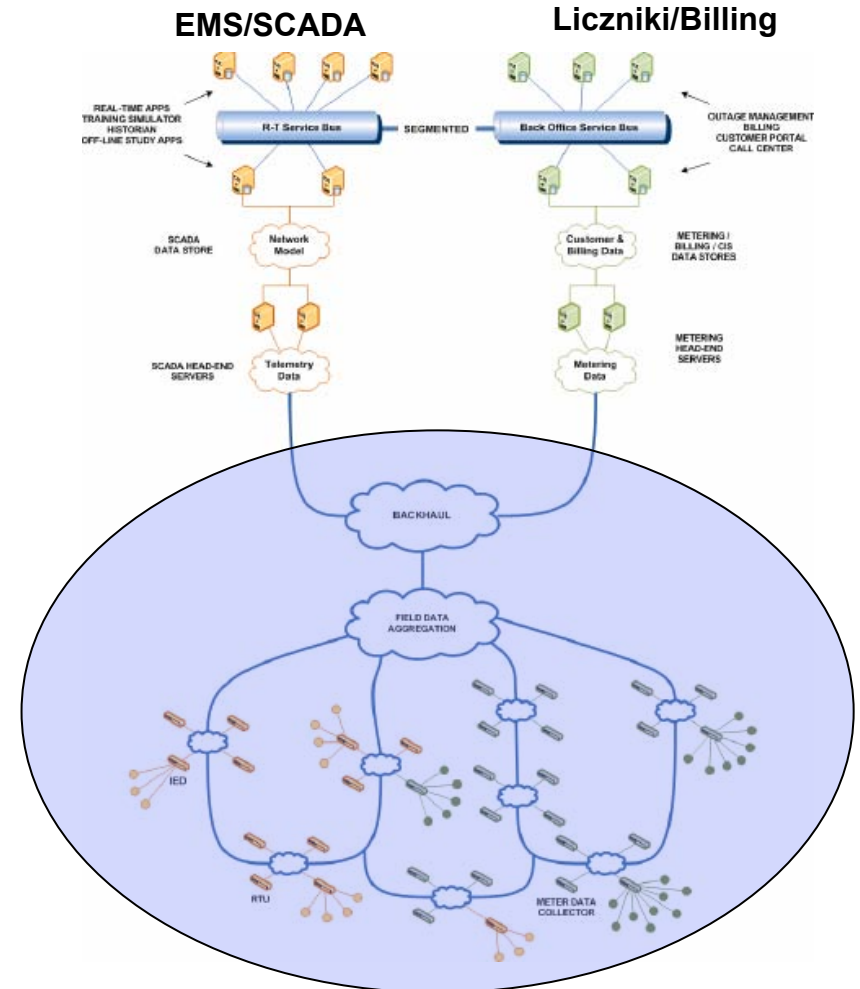 EMS/SCADA
Liczniki/Billing
REAL-TIME APPS
TRAINING SIMULATOR
HISTORIAN
OFF-LINE STUDY APPS
R-T Service Bus
SEGMENTED
Back Office Service Bus
OUTAGE MANAGEMENT
BILLING
CUSTOMER PORTAL
CALL CENTER
SCADA
DATA STORE
Network
Model
Customer &
Billing Data
METERING /
BILLING / CIS
DATA STORES
SCADA HEAD-END
SERVERS
Telemetry
Data
Metering
Data
METERING
HEAD-END
SERVERS
BACKHAUL
FIELD DATA
AGGREGATION
IED
RTU
METER DATA
COLLECTOR